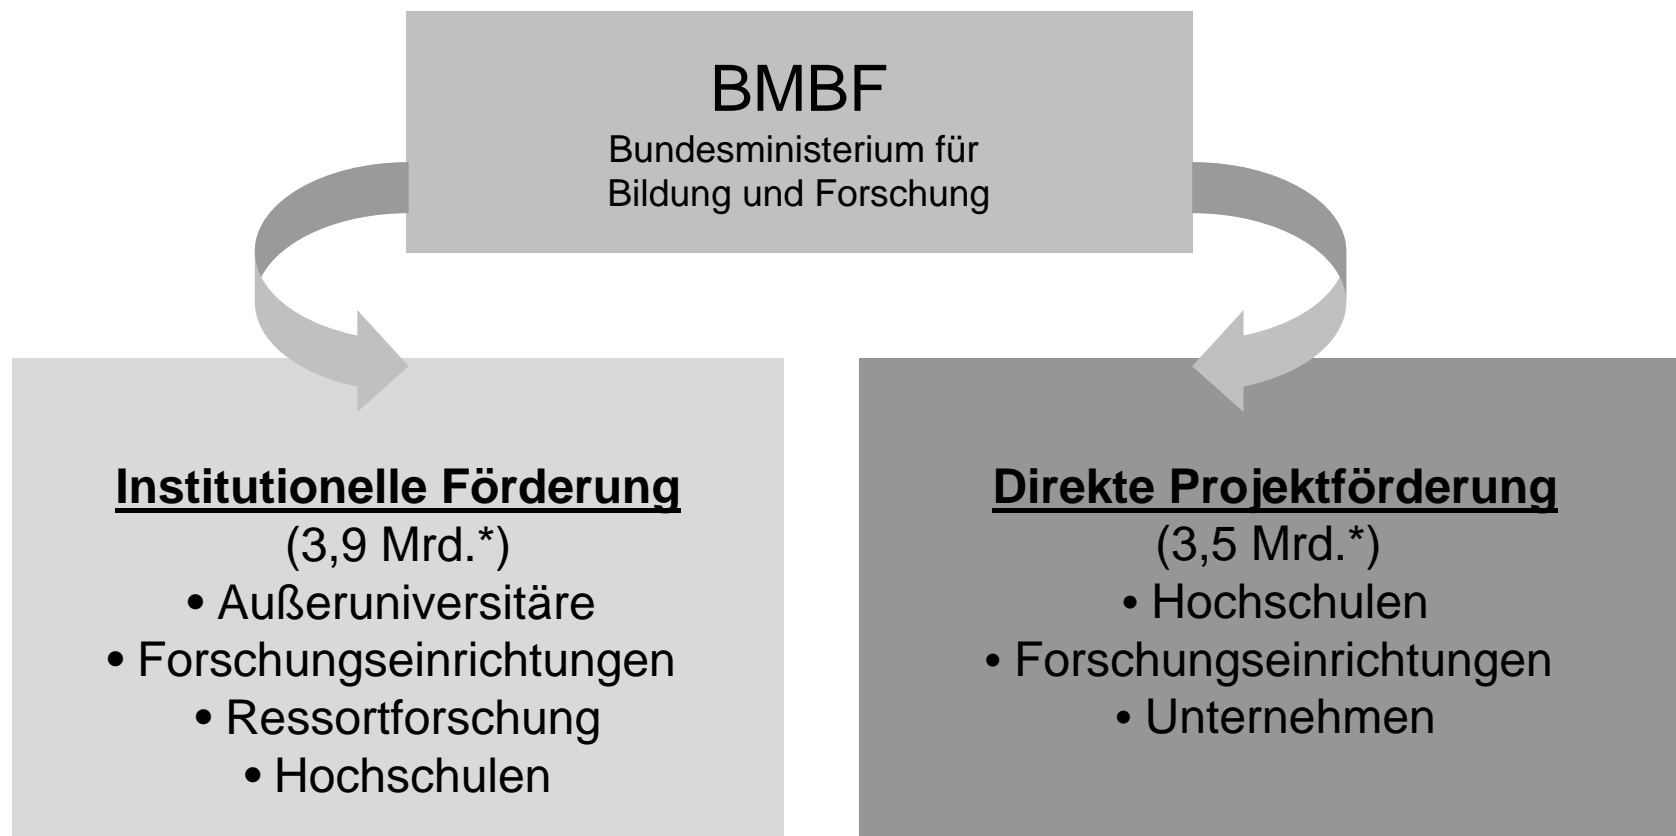 BMBF
Bundesministerium für
Bildung und Forschung
Institutionelle Förderung
(3,9 Mrd.*)
• Außeruniversitäre
• Forschungseinrichtungen
• Ressortforschung
• Hochschulen
Direkte Projektförderung
(3,5 Mrd.*)
• Hochschulen
• Forschungseinrichtungen
• Unternehmen